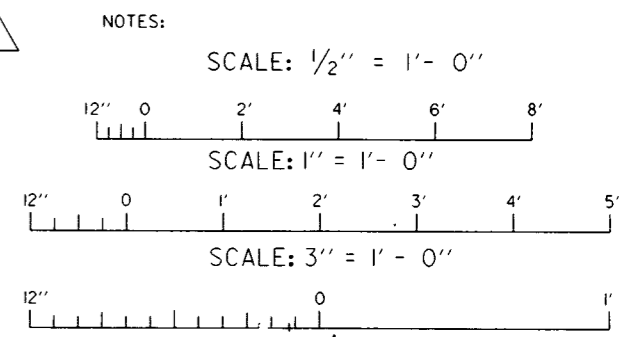 NOTES:
SCALE: 1/2" = 1'- 0"
12" 0 2' 4' 6' 8'
SCALE: 1" = 1'- 0"
12" 0 1' 2' 3' 4' 5'
SCALE: 3" = 1' - 0"
12" 0 1'